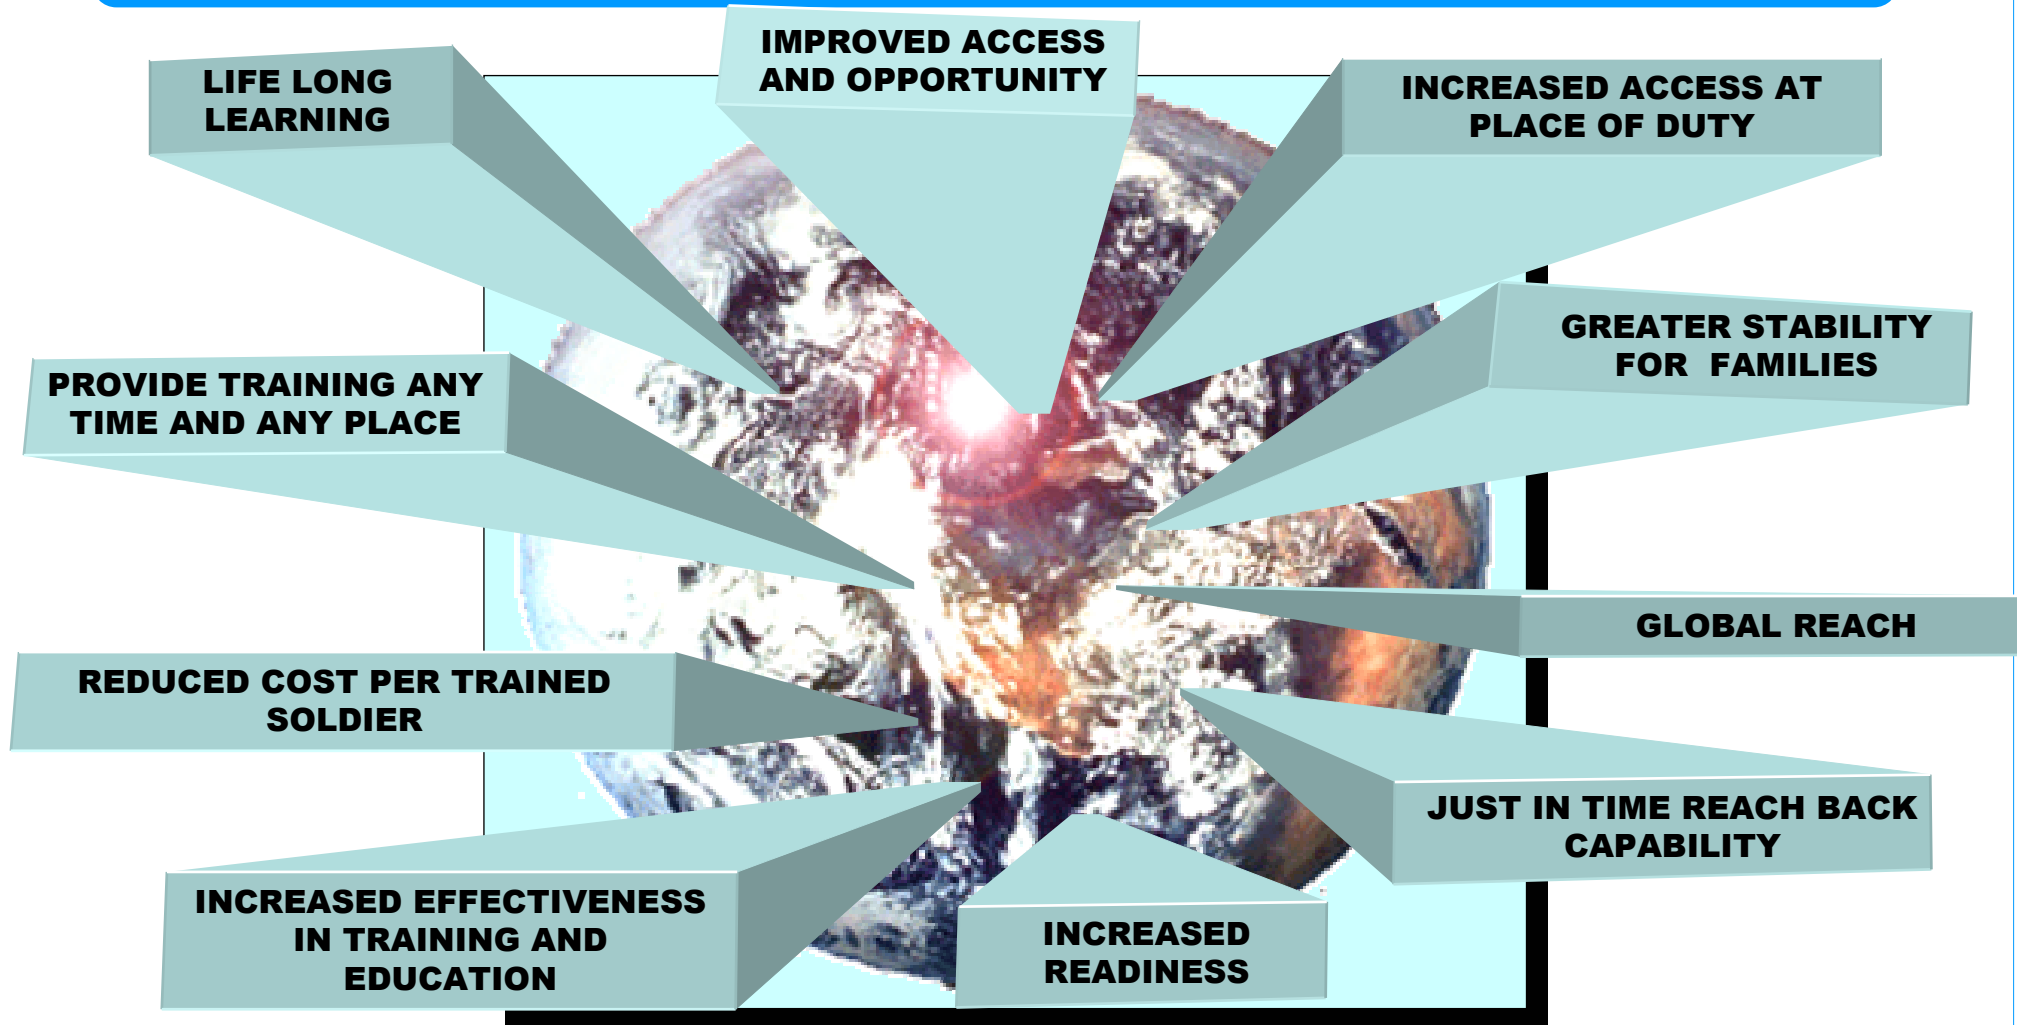 IMPROVED ACCESS
AND OPPORTUNITY
LIFE LONG
LEARNING
INCREASED ACCESS AT
PLACE OF DUTY
GREATER STABILITY
FOR  FAMILIES
PROVIDE TRAINING ANY
TIME AND ANY PLACE
GLOBAL REACH
REDUCED COST PER TRAINED
SOLDIER
JUST IN TIME REACH BACK
CAPABILITY
INCREASED EFFECTIVENESS
IN TRAINING AND
EDUCATION
INCREASED
READINESS